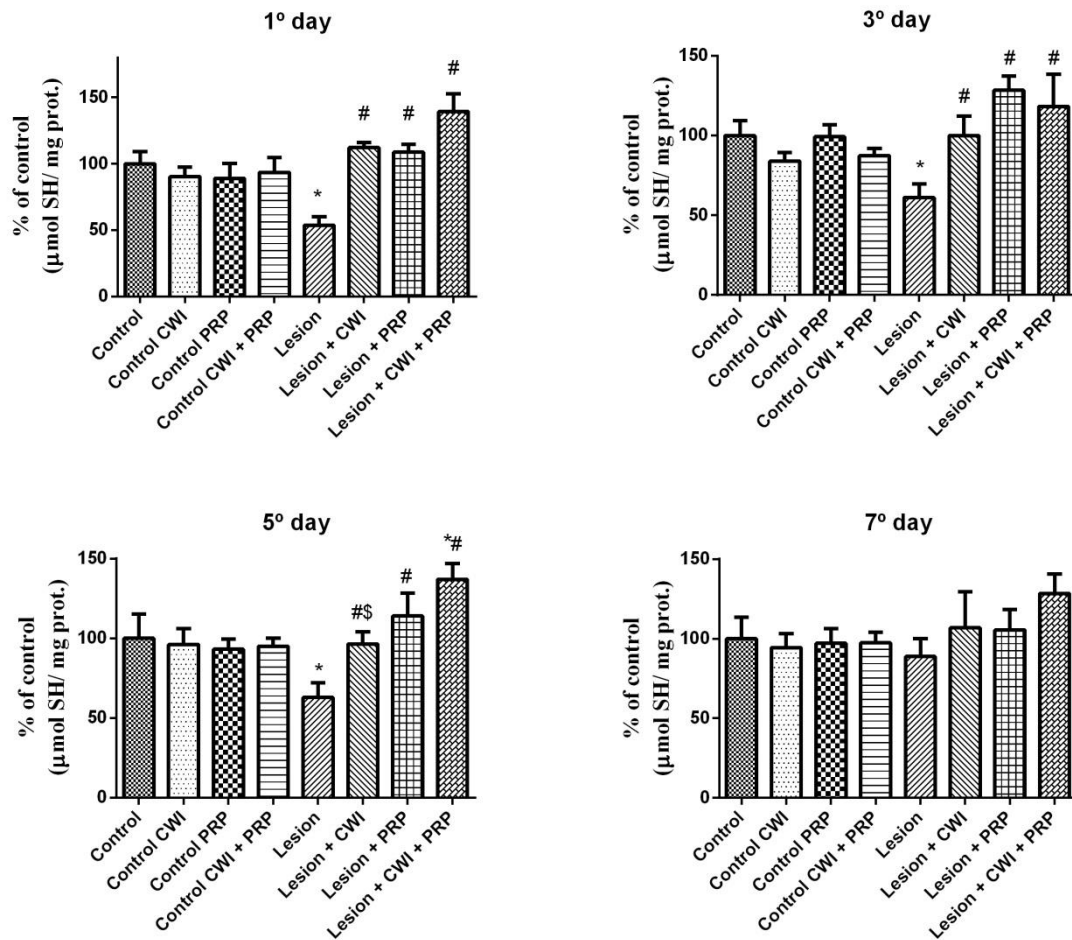 1º day
% of control
(µmol SH/ mg prot.)
150
100
50
0
*
#
#
#
Control
Control CWI
Control PRP
Control CWI + PRP
Lesion
Lesion + CWI
Lesion + PRP
Lesion + CWI + PRP
3º day
% of control
(µmol SH/ mg prot.)
150
100
50
0
*
#
#
#
Control
Control CWI
Control PRP
Control CWI + PRP
Lesion
Lesion + CWI
Lesion + PRP
Lesion + CWI + PRP
5º day
% of control
(µmol SH/ mg prot.)
150
100
50
0
*
#$
#
*#
Control
Control CWI
Control PRP
Control CWI + PRP
Lesion
Lesion + CWI
Lesion + PRP
Lesion + CWI + PRP
7º day
% of control
(µmol SH/ mg prot.)
150
100
50
0
Control
Control CWI
Control PRP
Control CWI + PRP
Lesion
Lesion + CWI
Lesion + PRP
Lesion + CWI + PRP